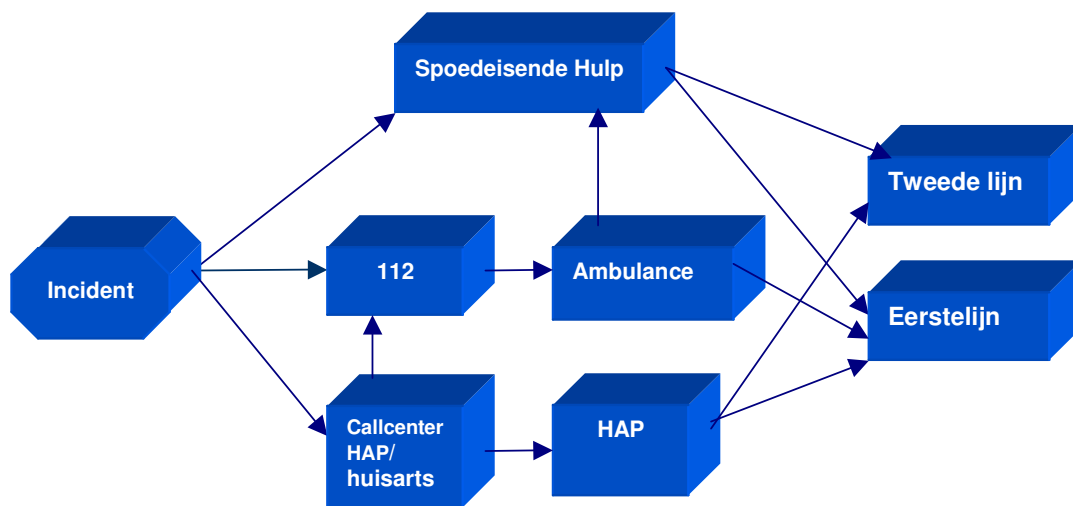 Spoedeisende Hulp
Tweede lijn
Incident
112
Ambulance
Eerstelijn
Callcenter
HAP/
huisarts
HAP